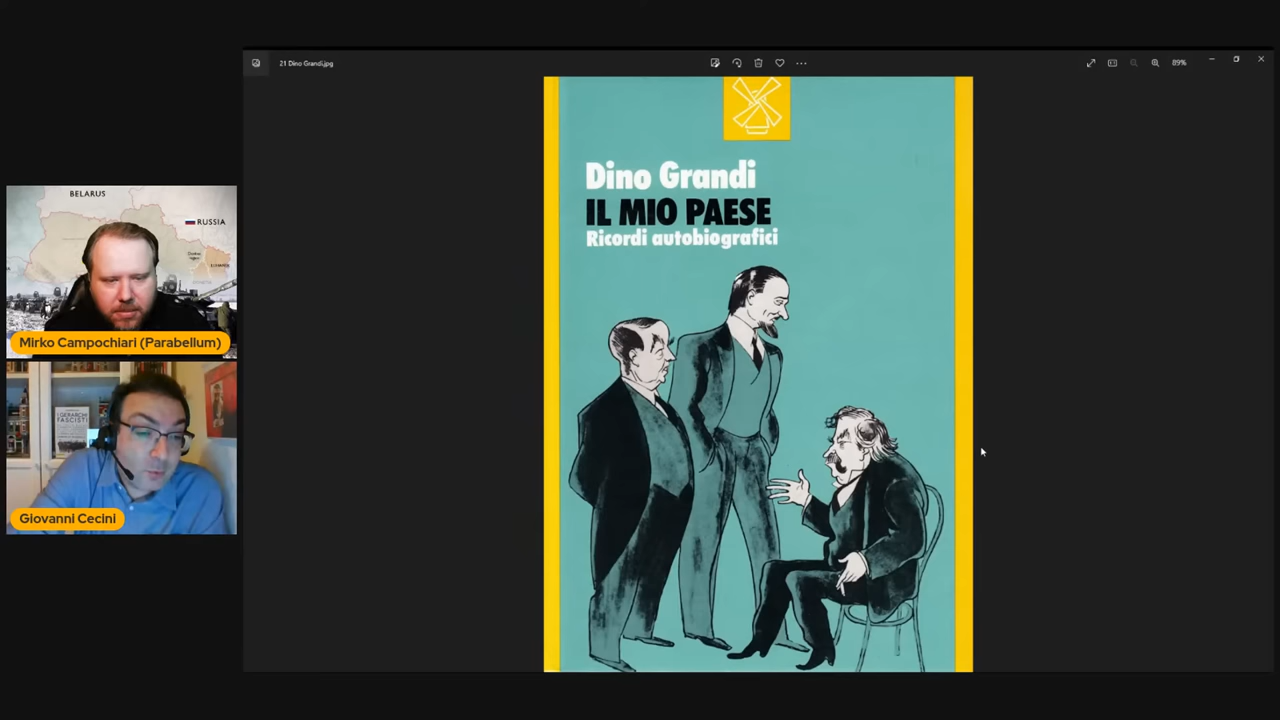 21 Dino Grandi.jpg
89%
Dino Grandi
IL MIO PAESE
Ricordi autobiografici
BELARUS
RUSSIA
Mirko Campochiari (Parabellum)
I GERARCHI
FASCISTI
Giovanni Cecini